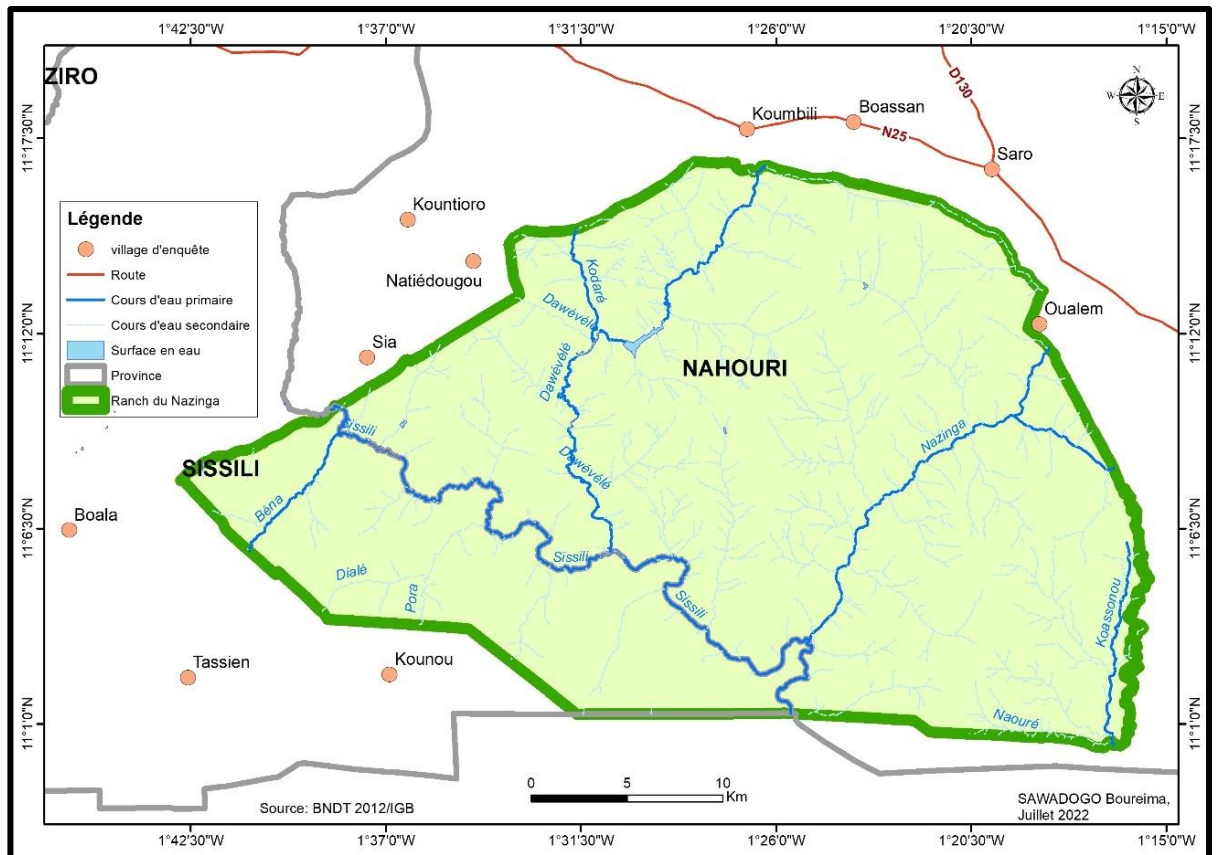 1°42'30"W
1°37'0"W
1°31'30"W
1°26'0"W
1°20'30"W
1°15'0"W
ZIRO
N
W
E
S
D130
Koumbili
Boassan
N25
Saro
11°17'30"N
11°17'30"N
Légende
village d'enquête
Route
Cours d'eau primaire
Cours d'eau secondaire
Surface en eau
Province
Ranch du Nazinga
Kountioro
Natiédougou
Kodaré
Dawévélé
Oualem
11°12'0"N
11°12'0"N
Sia
Dawévélé
NAHOURI
Sissili
Nazinga
SISSILI
Dawévélé
Béna
Boala
11°6'30"N
11°6'30"N
Sissili
Dialé
Pora
Sissili
Koassonou
Tassien
Kounou
Naouré
11°1'0"N
11°1'0"N
0
5
10
Km
Source: BNDT 2012/IGB
SAWADOGO Boureima,
Juillet 2022
1°42'30"W
1°37'0"W
1°31'30"W
1°26'0"W
1°20'30"W
1°15'0"W